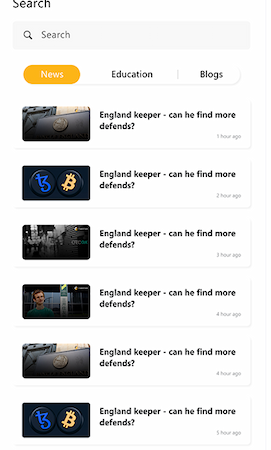 Search
Search
News Education Blogs
England keeper - can he find more
defends?
1 hour ago
England keeper - can he find more
defends?
2 hour ago
England keeper - can he find more
defends?
3 hour ago
England keeper - can he find more
defends?
4 hour ago
England keeper - can he find more
defends?
4 hour ago
England keeper - can he find more
defends?
5 hour ago